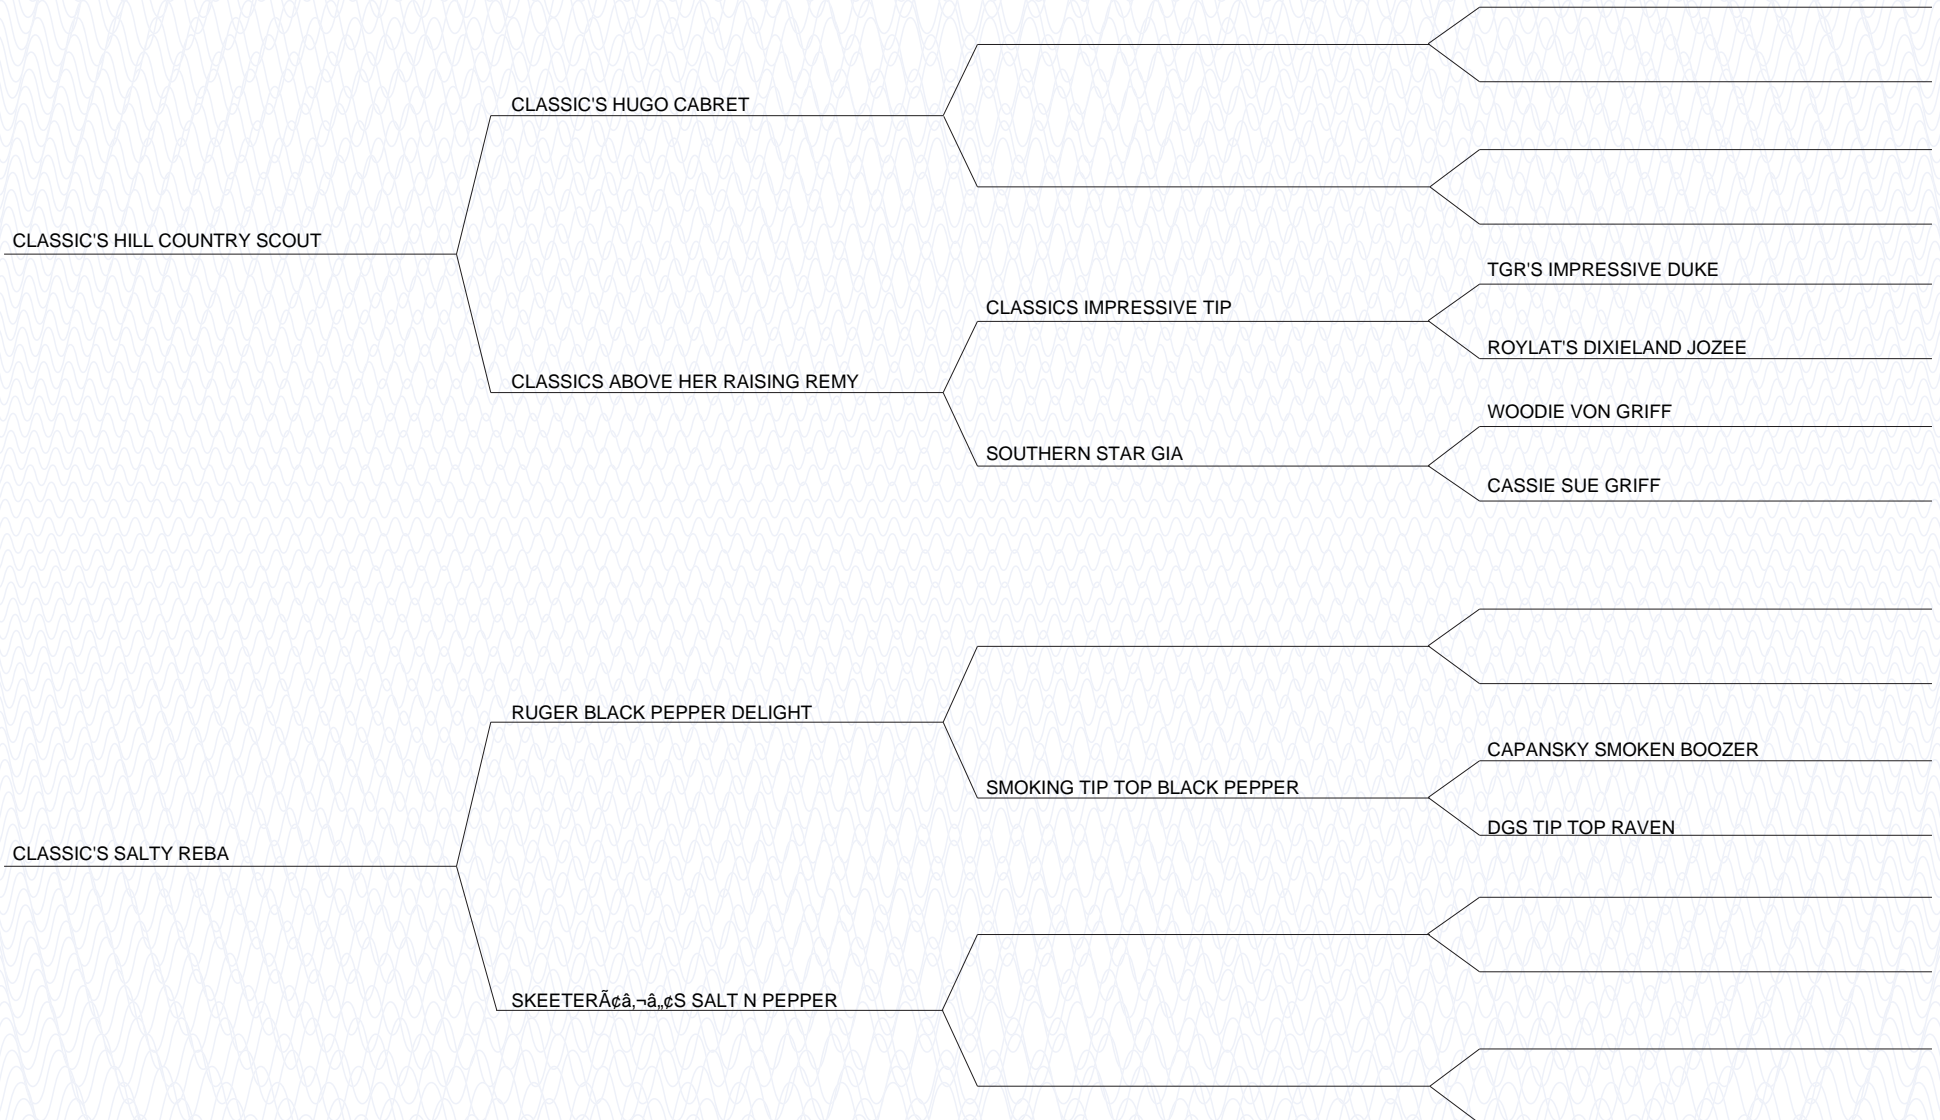 CLASSIC'S HUGO CABRET
CLASSIC'S HILL COUNTRY SCOUT
TGR'S IMPRESSIVE DUKE
CLASSICS IMPRESSIVE TIP
ROYLAT'S DIXIELAND JOZEE
CLASSICS ABOVE HER RAISING REMY
WOODIE VON GRIFF
SOUTHERN STAR GIA
CASSIE SUE GRIFF
RUGER BLACK PEPPER DELIGHT
CAPANSKY SMOKEN BOOZER
SMOKING TIP TOP BLACK PEPPER
DGS TIP TOP RAVEN
CLASSIC'S SALTY REBA
SKEETERÃ¢â‚¬â„¢S SALT N PEPPER